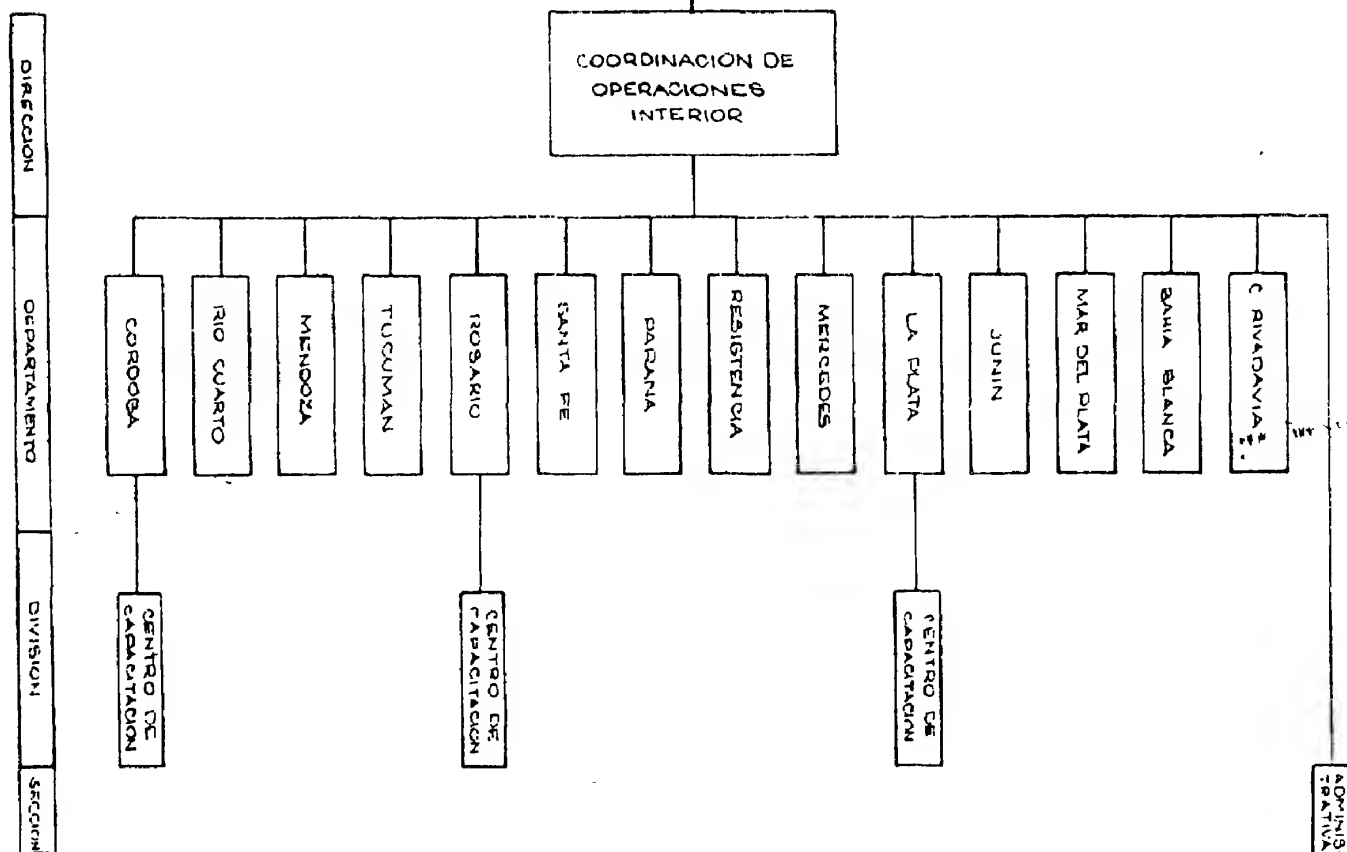 COORDINACION DE
OPERACIONES
INTERIOR
DIRECCION
DEPARTAMENTO
DIVISION
SECCION
CORDOBA
RIO CUARTO
MENDOZA
TUCUMAN
ROSARIO
SANTA FE
PARANA
RESISTENCIA
MERCEDES
LA PLATA
JUNIN
MAR DEL PLATA
BAHIA BLANCA
C RIVADAVIA
CENTRO DE
CAPACITACION
CENTRO DE
CAPACITACION
CENTRO DE
CAPACITACION
ADMINIS
TRATIVA